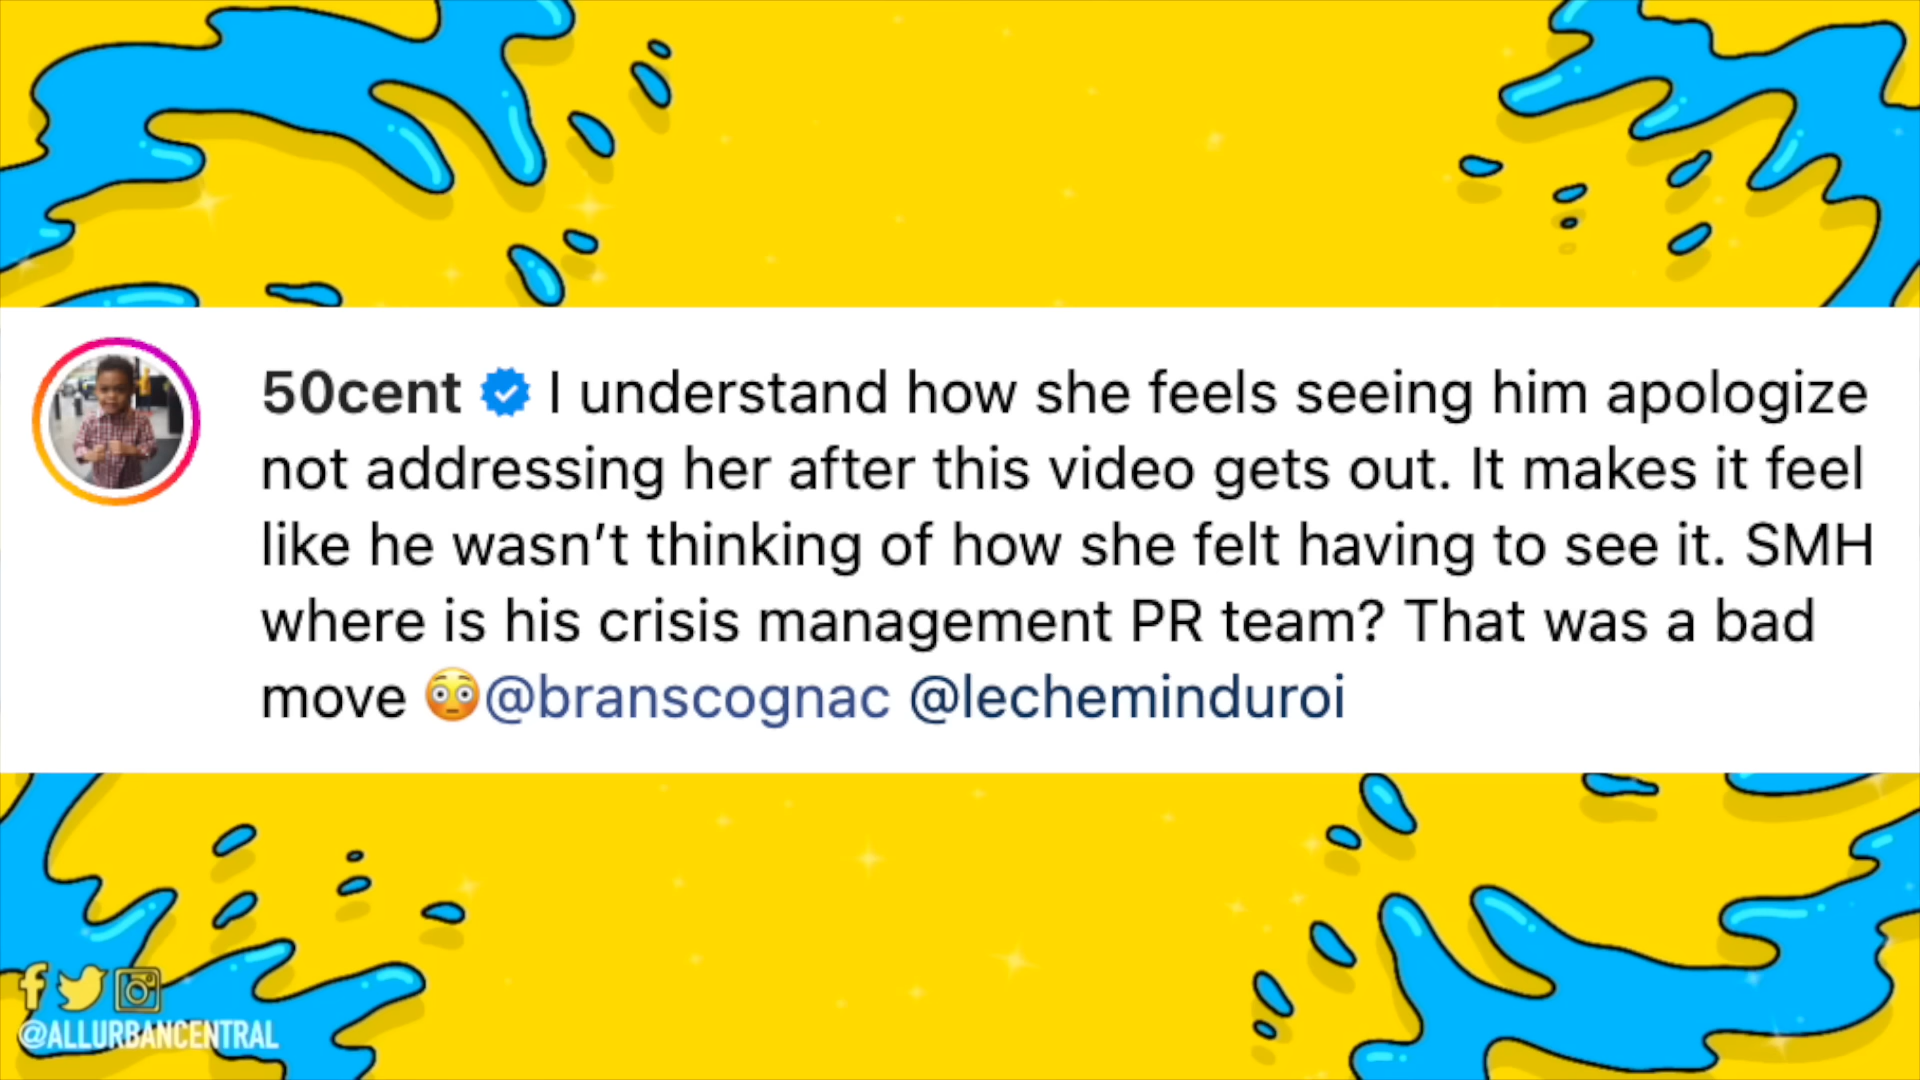 50cent I understand how she feels seeing him apologize
not addressing her after this video gets out. It makes it feel
like he wasn’t thinking of how she felt having to see it. SMH
where is his crisis management PR team? That was a bad
move 😳@branscognac @lecheminduroi
@ALLURBANCENTRAL